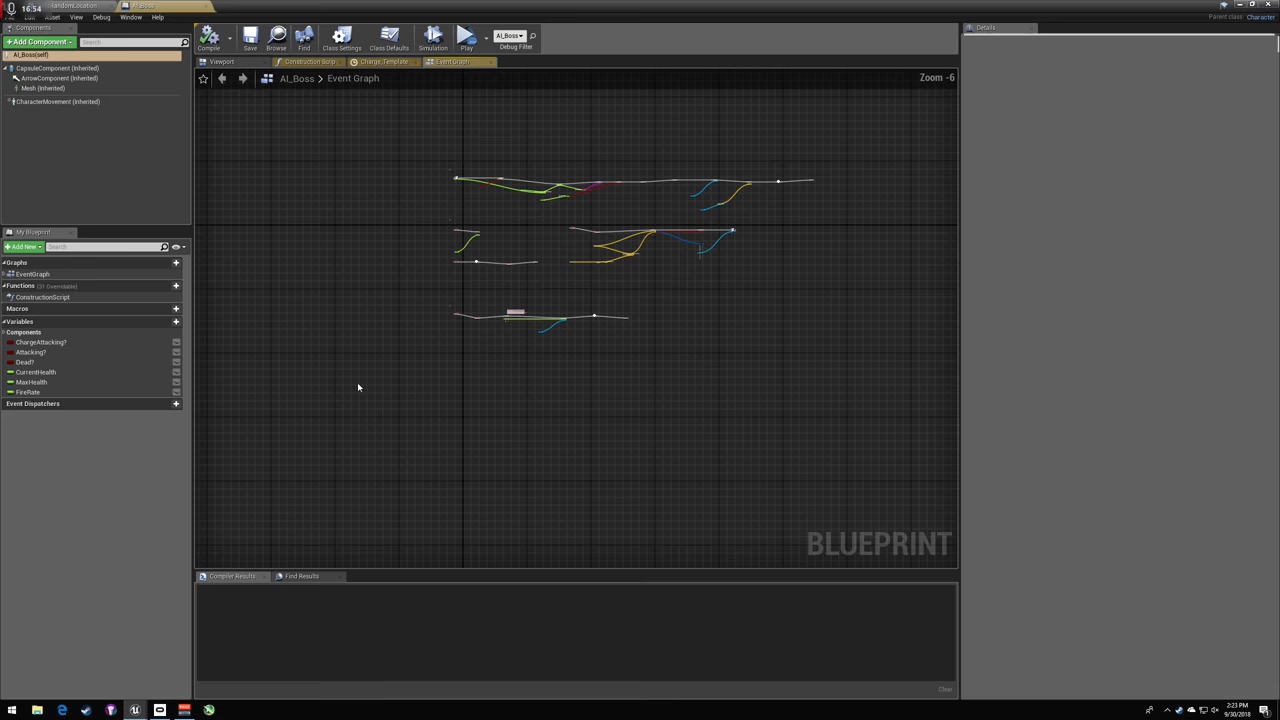 16:54
RandomLocation
AI_Boss
Parent class: Character
Edit
Asset
View
Debug
Window
Help
Components
Details
+Add Component
Search
Compile
Save
Browse
Find
Class Settings
Class Defaults
Simulation
Play
AI_Boss
Debug Filter
AI_Boss(self)
Viewport
Construction Scrip
Charge_Template
Event Graph
CapsuleComponent (Inherited)
ArrowComponent (Inherited)
Mesh (Inherited)
CharacterMovement (Inherited)
AI_Boss > Event Graph
Zoom -6
My Blueprint
+Add New
Search
Graphs
EventGraph
Functions (31 Overridable)
ConstructionScript
Macros
Variables
Components
ChargeAttacking?
Attacking?
Dead?
CurrentHealth
MaxHealth
FireRate
Event Dispatchers
BLUEPRINT
Compiler Results
Find Results
Clear
2:23 PM
9/30/2018